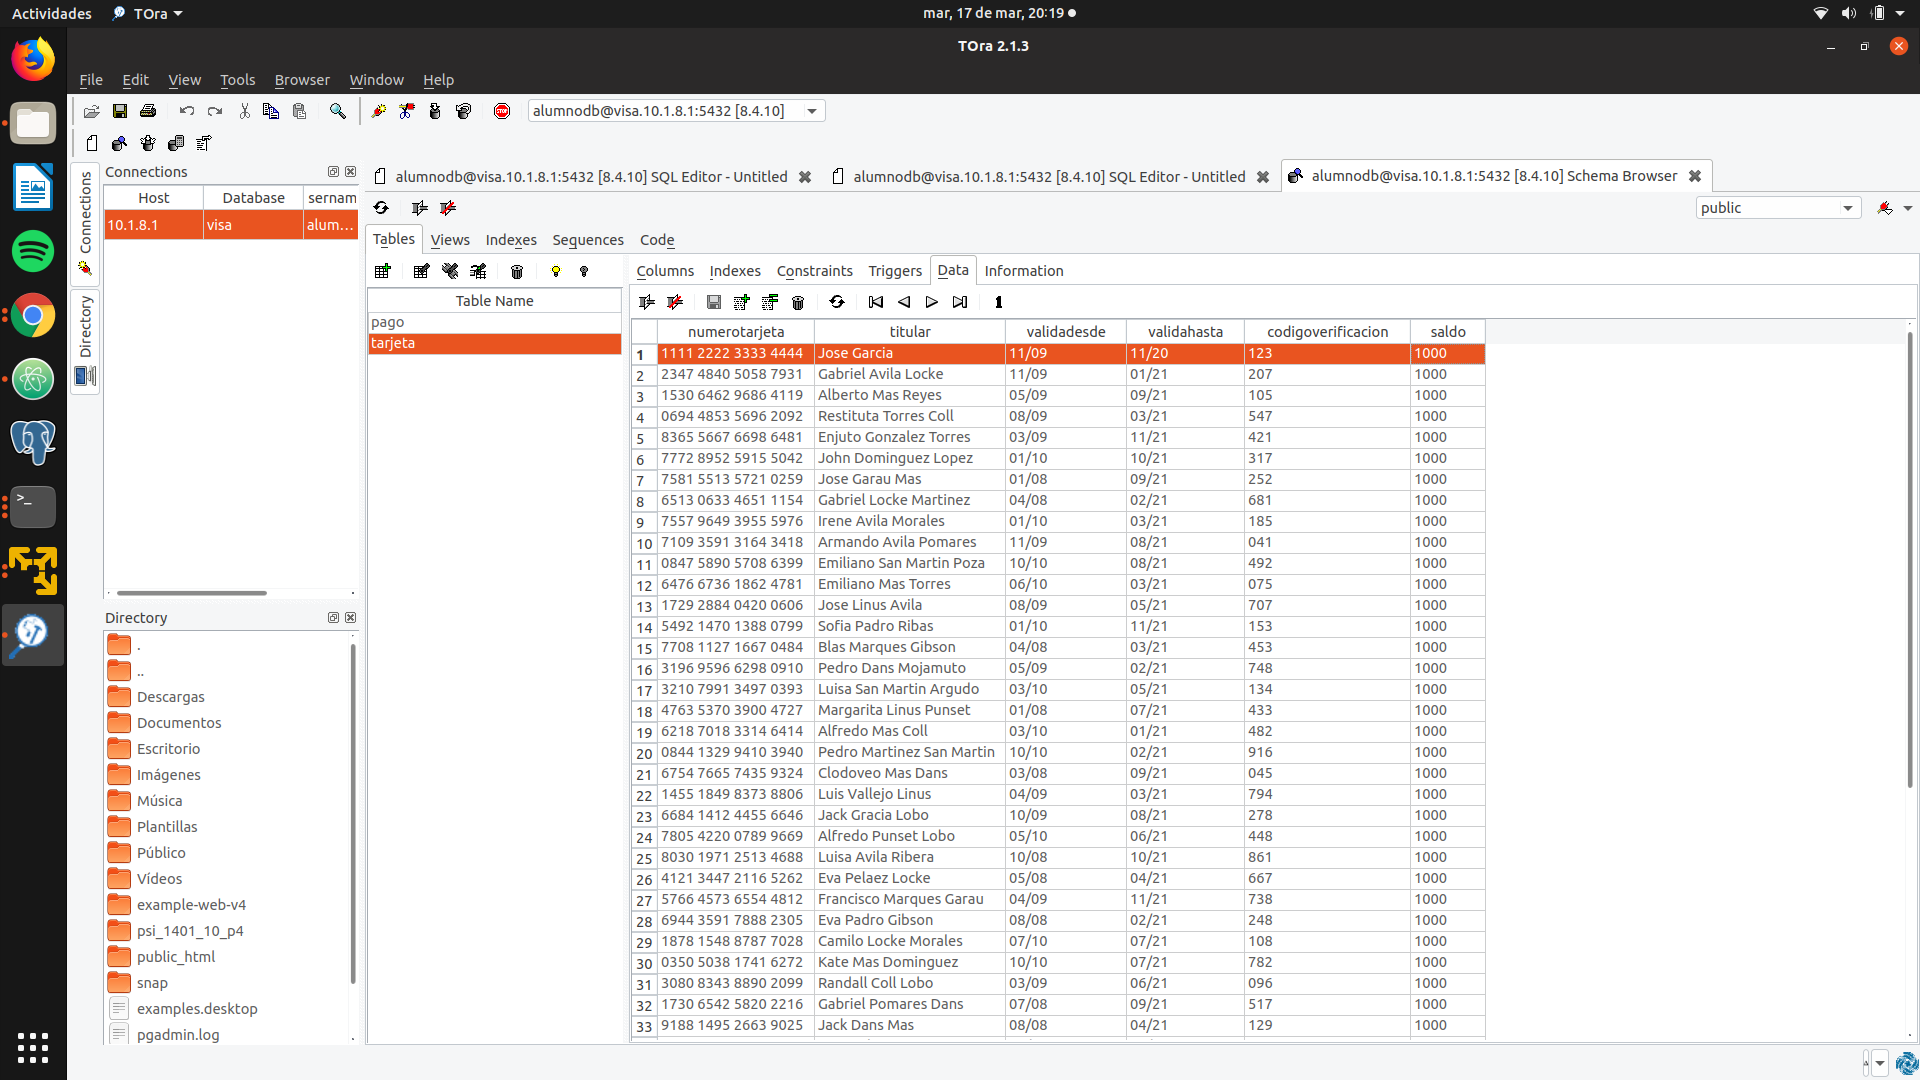 Actividades TOra mar, 17 de mar, 20:19
TOra 2.1.3
File Edit View Tools Browser Window Help
alumnodb@visa.10.1.8.1:5432 [8.4.10]
Connections
Directory
Connections
Host Database sernam
10.1.8.1 visa alum...
alumnodb@visa.10.1.8.1:5432 [8.4.10] SQL Editor - Untitled alumnodb@visa.10.1.8.1:5432 [8.4.10] SQL Editor - Untitled alumnodb@visa.10.1.8.1:5432 [8.4.10] Schema Browser
public
Tables Views Indexes Sequences Code
Table Name
pago
tarjeta
Columns Indexes Constraints Triggers Data Information
1
numerotarjeta titular validadesde validahasta codigoverificacion saldo
1 1111 2222 3333 4444 Jose Garcia 11/09 11/20 123 1000
2 2347 4840 5058 7931 Gabriel Avila Locke 11/09 01/21 207 1000
3 1530 6462 9686 4119 Alberto Mas Reyes 05/09 09/21 105 1000
4 0694 4853 5696 2092 Restituta Torres Coll 08/09 03/21 547 1000
5 8365 5667 6698 6481 Enjuto Gonzalez Torres 03/09 11/21 421 1000
6 7772 8952 5915 5042 John Dominguez Lopez 01/10 10/21 317 1000
7 7581 5513 5721 0259 Jose Garau Mas 01/08 09/21 252 1000
8 6513 0633 4651 1154 Gabriel Locke Martinez 04/08 02/21 681 1000
9 7557 9649 3955 5976 Irene Avila Morales 01/10 03/21 185 1000
10 7109 3591 3164 3418 Armando Avila Pomares 11/09 08/21 041 1000
11 0847 5890 5708 6399 Emiliano San Martin Poza 10/10 08/21 492 1000
12 6476 6736 1862 4781 Emiliano Mas Torres 06/10 03/21 075 1000
13 1729 2884 0420 0606 Jose Linus Avila 08/09 05/21 707 1000
14 5492 1470 1388 0799 Sofia Padro Ribas 01/10 11/21 153 1000
15 7708 1127 1667 0484 Blas Marques Gibson 04/08 03/21 453 1000
16 3196 9596 6298 0910 Pedro Dans Mojamuto 05/09 02/21 748 1000
17 3210 7991 3497 0393 Luisa San Martin Argudo 03/10 05/21 134 1000
18 4763 5370 3900 4727 Margarita Linus Punset 01/08 07/21 433 1000
19 6218 7018 3314 6414 Alfredo Mas Coll 03/10 01/21 482 1000
20 0844 1329 9410 3940 Pedro Martinez San Martin 10/10 02/21 916 1000
21 6754 7665 7435 9324 Clodoveo Mas Dans 03/08 09/21 045 1000
22 1455 1849 8373 8806 Luis Vallejo Linus 04/09 03/21 794 1000
23 6684 1412 4455 6646 Jack Gracia Lobo 10/09 08/21 278 1000
24 7805 4220 0789 9669 Alfredo Punset Lobo 05/10 06/21 448 1000
25 8030 1971 2513 4688 Luisa Avila Ribera 10/08 10/21 861 1000
26 4121 3447 2116 5262 Eva Pelaez Locke 05/08 04/21 667 1000
27 5766 4573 6554 4812 Francisco Marques Garau 04/09 11/21 738 1000
28 6944 3591 7888 2305 Eva Padro Gibson 08/08 02/21 248 1000
29 1878 1548 8787 7028 Camilo Locke Morales 07/10 07/21 108 1000
30 0350 5038 1741 6272 Kate Mas Dominguez 10/10 07/21 782 1000
31 3080 8343 8890 2099 Randall Coll Lobo 03/09 06/21 096 1000
32 1730 6542 5820 2216 Gabriel Pomares Dans 07/08 09/21 517 1000
33 9188 1495 2663 9025 Jack Dans Mas 08/08 04/21 129 1000
Directory
.
..
Descargas
Documentos
Escritorio
Imágenes
Música
Plantillas
Público
Vídeos
example-web-v4
psi_1401_10_p4
public_html
snap
examples.desktop
pgadmin.log